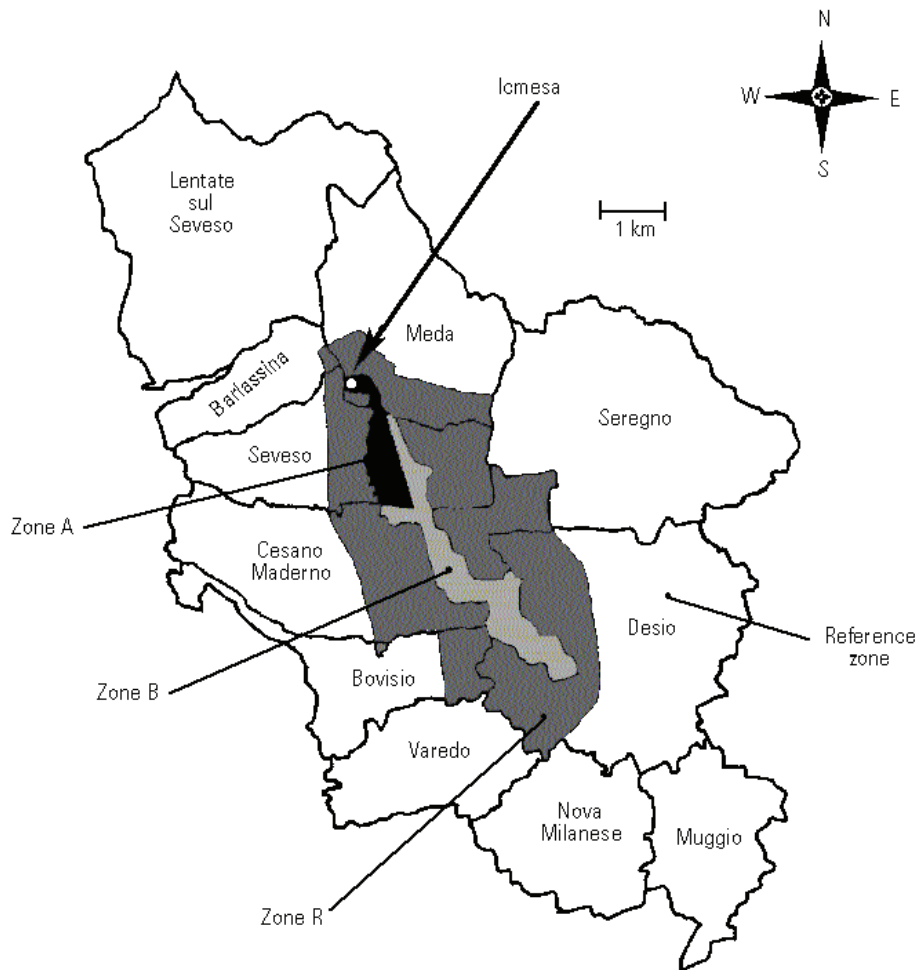 N
W
E
S
Icmesa
1 km
Lentate
sul
Seveso
Meda
Barlassina
Seregno
Seveso
Zone A
Cesano
Maderno
Desio
Reference
zone
Zone B
Bovisio
Varedo
Nova
Milanese
Muggio
Zone R